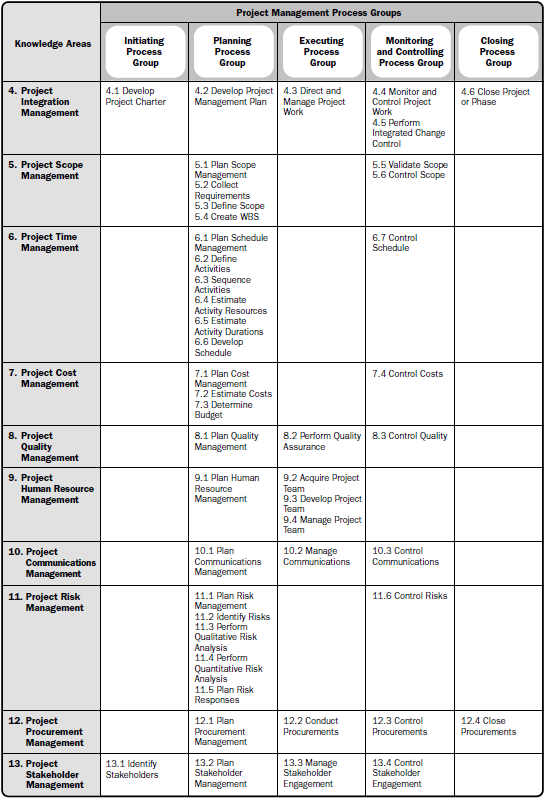 Project Management Process Groups
Knowledge Areas
Initiating
Process
Group
Planning
Process
Group
Executing
Process
Group
Monitoring
and Controlling
Process Group
Closing
Process
Group
4. Project
Integration
Management
4.1 Develop
Project Charter
4.2 Develop Project
Management Plan
4.3 Direct and
Manage Project
Work
4.4 Monitor and
Control Project
Work
4.5 Perform
Integrated Change
Control
4.6 Close Project
or Phase
5. Project Scope
Management
5.1 Plan Scope
Management
5.2 Collect
Requirements
5.3 Define Scope
5.4 Create WBS
5.5 Validate Scope
5.6 Control Scope
6. Project Time
Management
6.1 Plan Schedule
Management
6.2 Define
Activities
6.3 Sequence
Activities
6.4 Estimate
Activity Resources
6.5 Estimate
Activity Durations
6.6 Develop
Schedule
6.7 Control
Schedule
7. Project Cost
Management
7.1 Plan Cost
Management
7.2 Estimate Costs
7.3 Determine
Budget
7.4 Control Costs
8. Project
Quality
Management
8.1 Plan Quality
Management
8.2 Perform Quality
Assurance
8.3 Control Quality
9. Project
Human Resource
Management
9.1 Plan Human
Resource
Management
9.2 Acquire Project
Team
9.3 Develop Project
Team
9.4 Manage Project
Team
10. Project
Communications
Management
10.1 Plan
Communications
Management
10.2 Manage
Communications
10.3 Control
Communications
11. Project Risk
Management
11.1 Plan Risk
Management
11.2 Identify Risks
11.3 Perform
Qualitative Risk
Analysis
11.4 Perform
Quantitative Risk
Analysis
11.5 Plan Risk
Responses
11.6 Control Risks
12. Project
Procurement
Management
12.1 Plan
Procurement
Management
12.2 Conduct
Procurements
12.3 Control
Procurements
12.4 Close
Procurements
13. Project
Stakeholder
Management
13.1 Identify
Stakeholders
13.2 Plan
Stakeholder
Management
13.3 Manage
Stakeholder
Engagement
13.4 Control
Stakeholder
Engagement